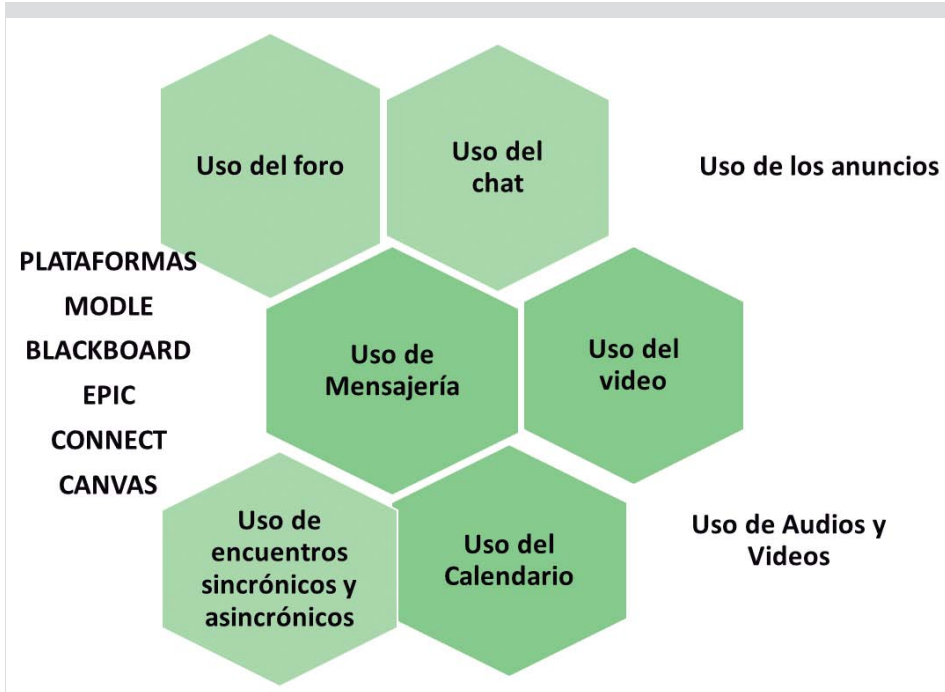 Uso del foro
Uso del
chat
Uso de los anuncios
PLATAFORMAS
MODLE
BLACKBOARD
EPIC
CONNECT
CANVAS
Uso de
Mensajería
Uso del
video
Uso de
encuentros
sincrónicos y
asincrónicos
Uso del
Calendario
Uso de Audios y
Videos